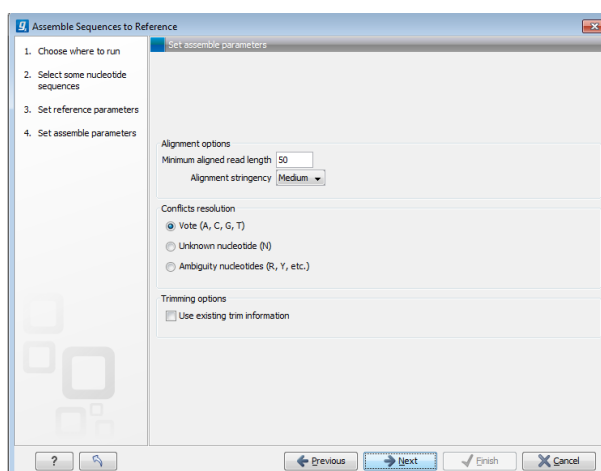 Assemble Sequences to Reference
1. Choose where to run
2. Select some nucleotide
sequences
3. Set reference parameters
4. Set assemble parameters
Set assemble parameters
Alignment options
Minimum aligned read length 50
Alignment stringency Medium
Conflicts resolution
Vote (A, C, G, T)
Unknown nucleotide (N)
Ambiguity nucleotides (R, Y, etc.)
Trimming options
Use existing trim information
? Previous Next Finish Cancel